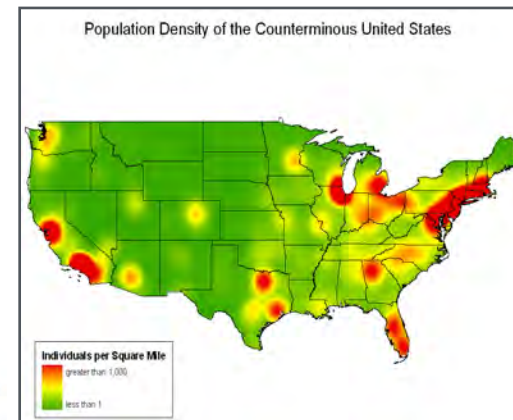 Population Density of the Counterminous United States
Individuals per Square Mile
greater than 1,000
less than 1